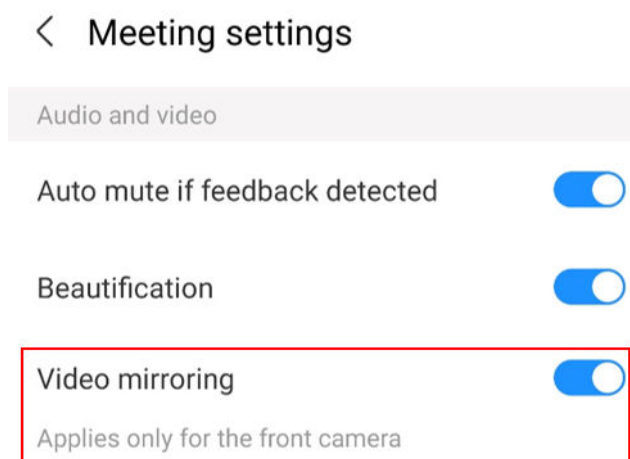 Meeting settings
Audio and video
Auto mute if feedback detected
Beautification
Video mirroring
Applies only for the front camera